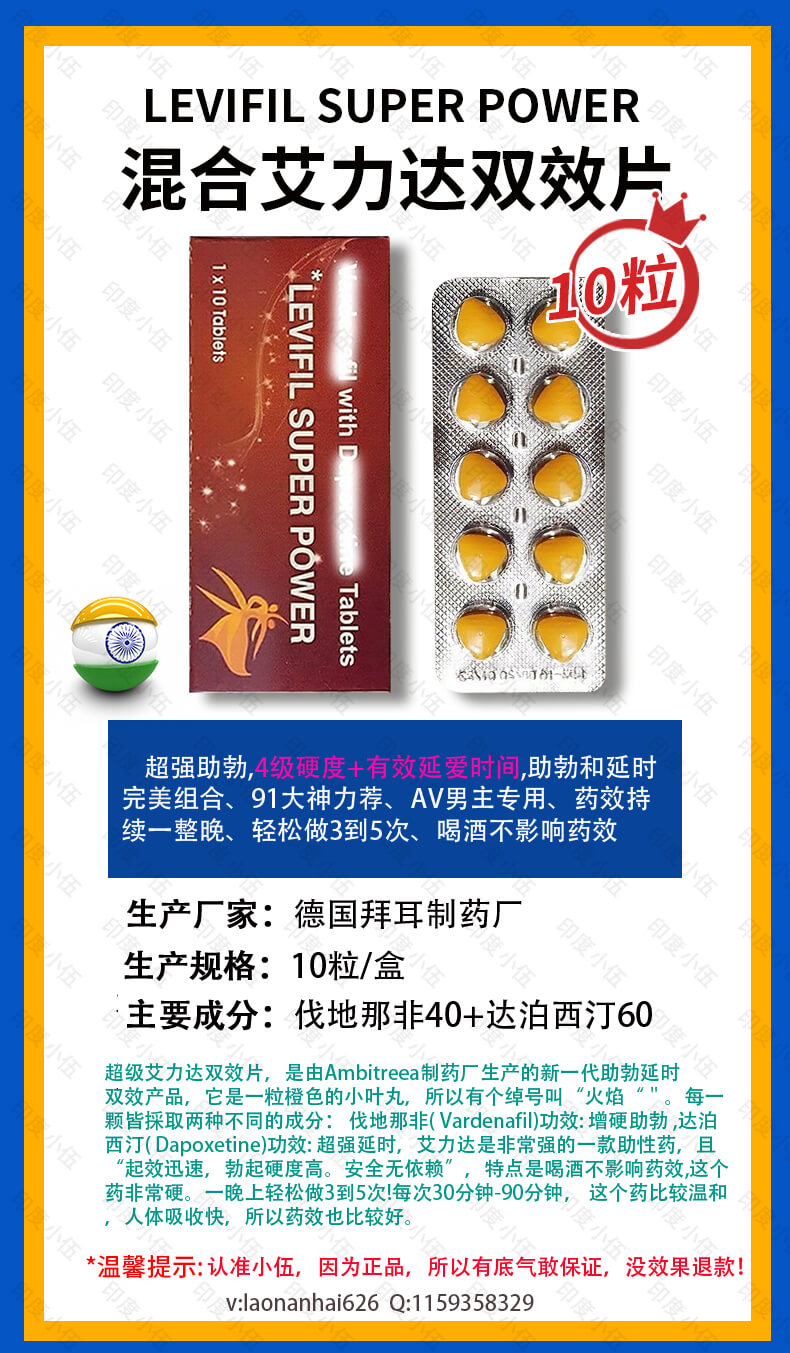 LEVIFIL SUPER POWER
混合艾力达双效片
10粒
1 x 10 Tablets
*LEVIFIL SUPER POWER
fil with D
e Tablets
超强助勃,4级硬度+有效延爱时间,助勃和延时
完美组合、91大神力荐、AV男主专用、药效持
续一整晚、轻松做3到5次、喝酒不影响药效
生产厂家：德国拜耳制药厂
生产规格：10粒/盒
主要成分：伐地那非40+达泊西汀60
超级艾力达双效片，是由Ambitreea制药厂生产的新一代助勃延时
双效产品，它是一粒橙色的小叶丸，所以有个绰号叫“火焰“＂。每一
颗皆採取两种不同的成分： 伐地那非( Vardenafil)功效: 增硬助勃 ,达泊
西汀( Dapoxetine)功效: 超强延时，艾力达是非常强的一款助性药，且
“起效迅速，勃起硬度高。安全无依赖”，特点是喝酒不影响药效,这个
药非常硬。一晚上轻松做3到5次!每次30分钟-90分钟， 这个药比较温和
，人体吸收快，所以药效也比较好。
*温馨提示:认准小伍，因为正品，所以有底气敢保证，没效果退款！
v:laonanhai626 Q:1159358329
印度小伍